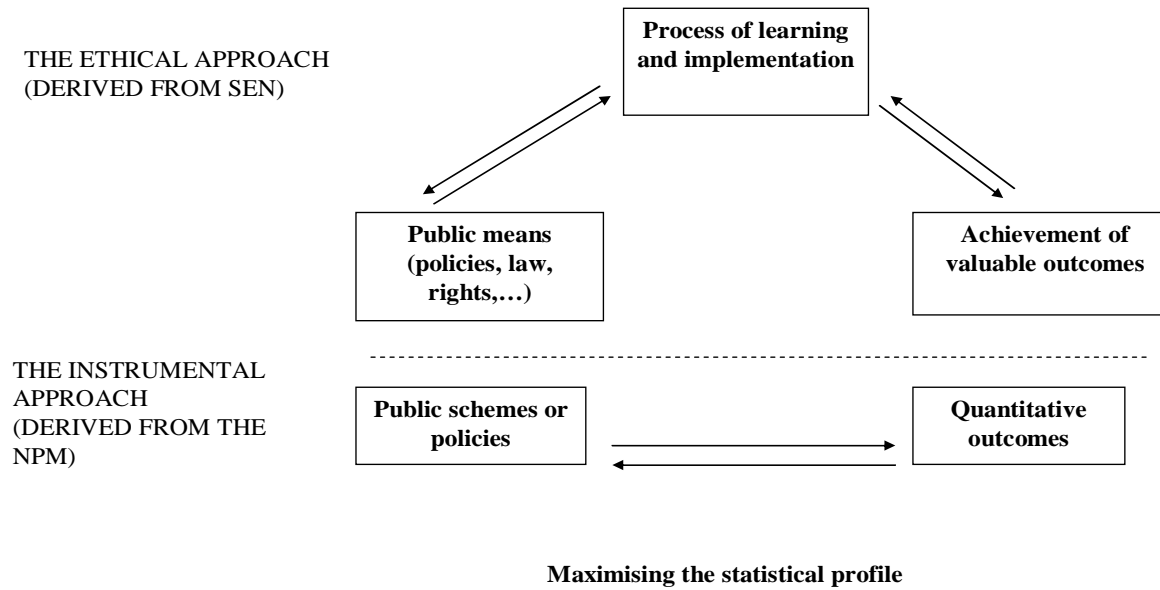 THE ETHICAL APPROACH
(DERIVED FROM SEN)
Process of learning
and implementation
Public means
(policies, law,
rights,…)
Achievement of
valuable outcomes
THE INSTRUMENTAL
APPROACH
(DERIVED FROM THE
NPM)
Public schemes or
policies
Quantitative
outcomes
Maximising the statistical profile